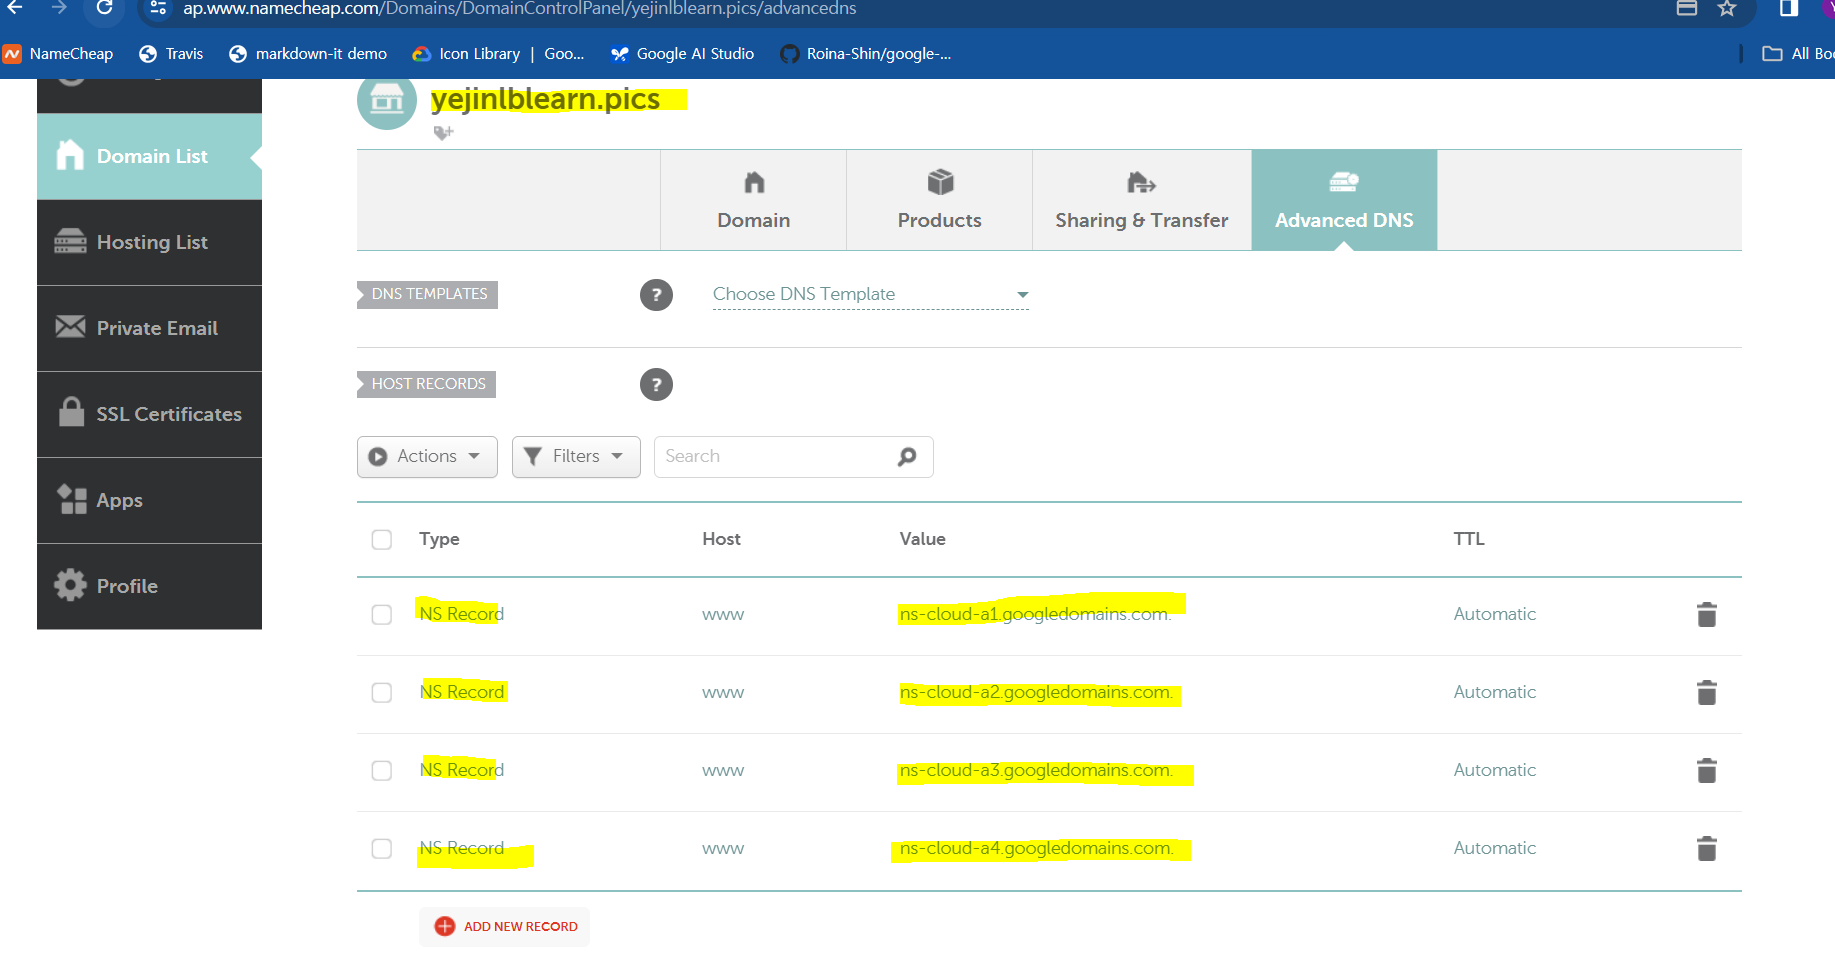 ap.www.namecheap.com/Domains/DomainControlPanel/yejinlblearn.pics/advancedns
NameCheap Travis markdown-it demo Icon Library | Goo... Google AI Studio Roina-Shin/google-... All Boo
yejinlblearn.pics
Domain List
Hosting List
Private Email
SSL Certificates
Apps
Profile
Domain Products Sharing & Transfer Advanced DNS
DNS TEMPLATES ? Choose DNS Template
HOST RECORDS ?
Actions Filters Search
Type Host Value TTL
NS Record www ns-cloud-a1.googledomains.com. Automatic
NS Record www ns-cloud-a2.googledomains.com. Automatic
NS Record www ns-cloud-a3.googledomains.com. Automatic
NS Record www ns-cloud-a4.googledomains.com. Automatic
ADD NEW RECORD